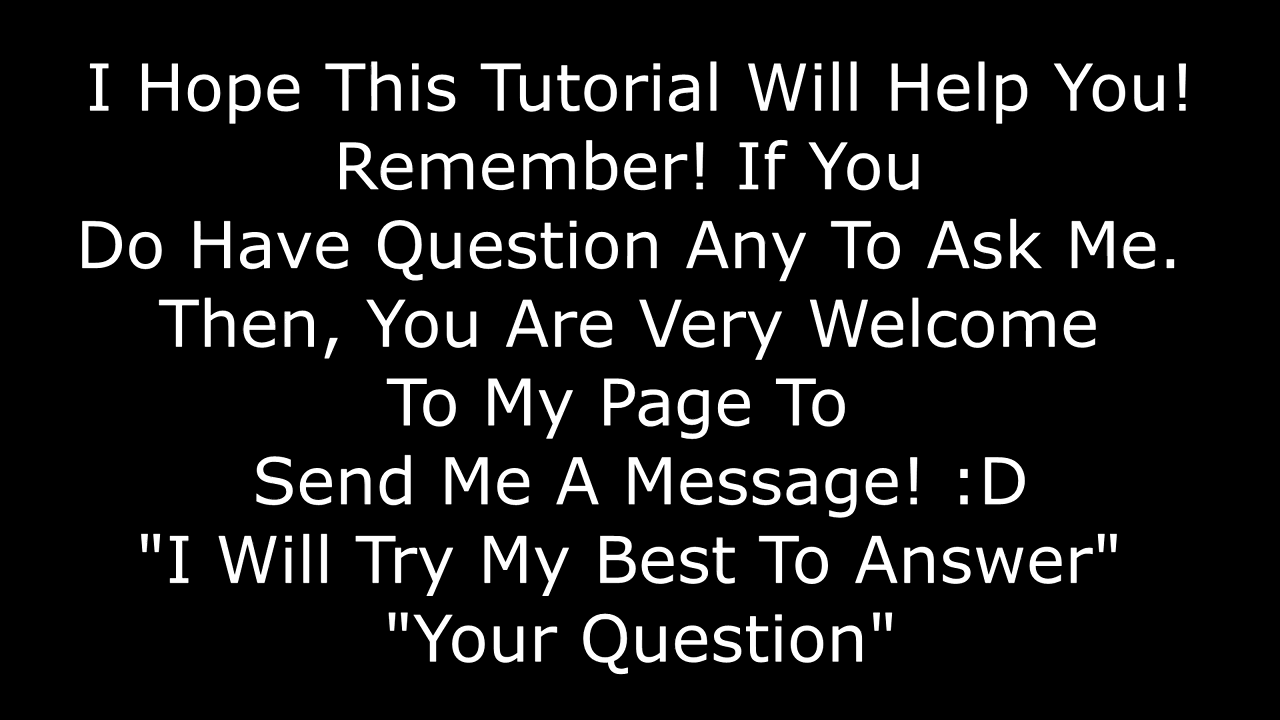 I Hope This Tutorial Will Help You!
Remember! If You
Do Have Question Any To Ask Me.
Then, You Are Very Welcome
To My Page To
Send Me A Message! :D
"I Will Try My Best To Answer"
"Your Question"